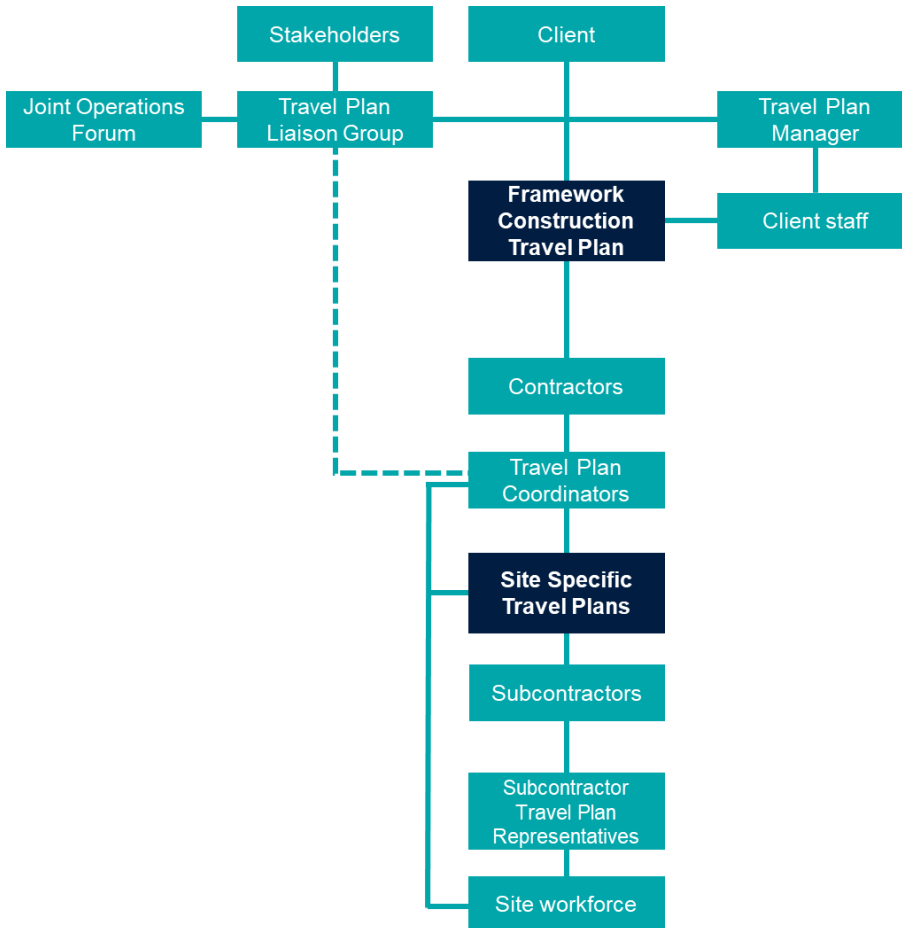 Stakeholders
Client
Joint Operations
Forum
Travel Plan
Liaison Group
Travel Plan
Manager
Framework
Construction
Travel Plan
Client staff
Contractors
Travel Plan
Coordinators
Site Specific
Travel Plans
Subcontractors
Subcontractor
Travel Plan
Representatives
Site workforce